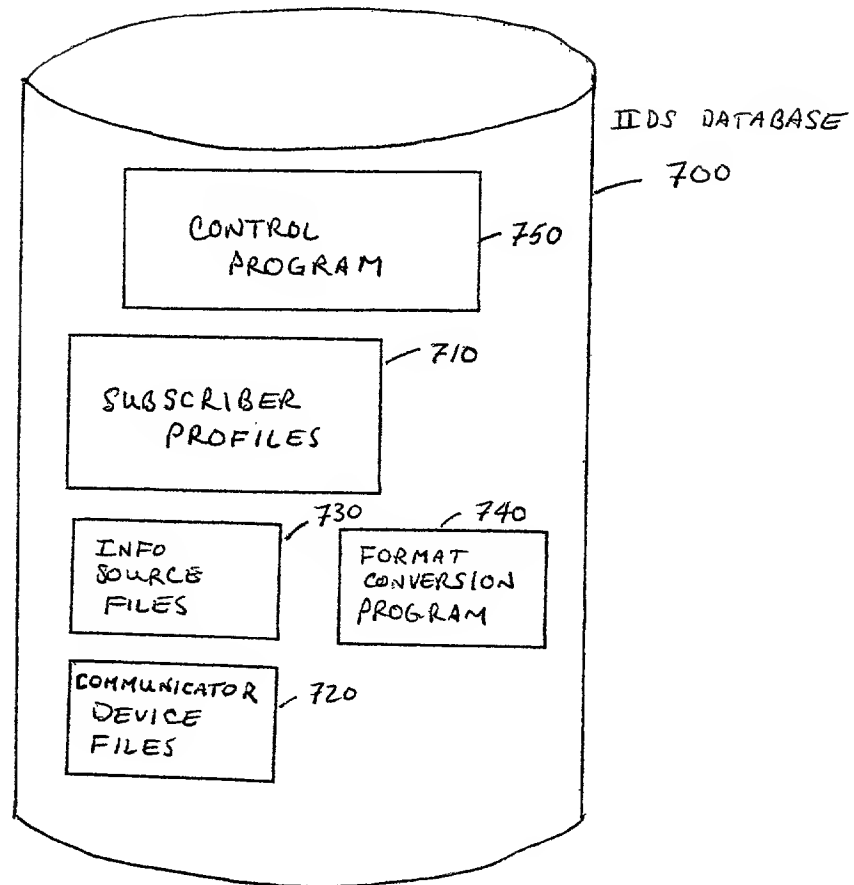 IIDS DATABASE
700
CONTROL
PROGRAM
750
710
SUBSCRIBER
PROFILES
730
740
INFO
SOURCE
FILES
FORMAT
CONVERSION
PROGRAM
COMMUNICATOR
DEVICE
FILES
720